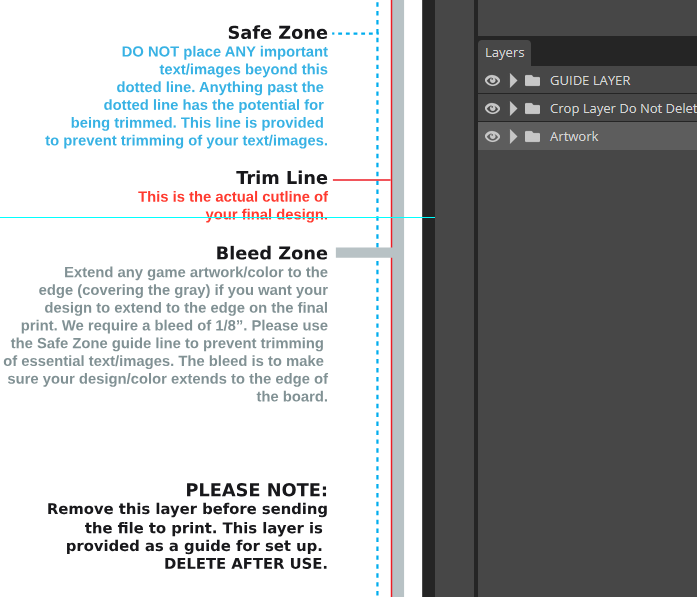 Safe Zone
DO NOT place ANY important
text/images beyond this
dotted line. Anything past the
dotted line has the potential for
being trimmed. This line is provided
to prevent trimming of your text/images.
Trim Line
This is the actual cutline of
your final design.
Bleed Zone
Extend any game artwork/color to the
edge (covering the gray) if you want your
design to extend to the edge on the final
print. We require a bleed of 1/8”. Please use
the Safe Zone guide line to prevent trimming
of essential text/images. The bleed is to make
sure your design/color extends to the edge of
the board.
PLEASE NOTE:
Remove this layer before sending
the file to print. This layer is
provided as a guide for set up.
DELETE AFTER USE.
Layers
GUIDE LAYER
Crop Layer Do Not Delet
Artwork